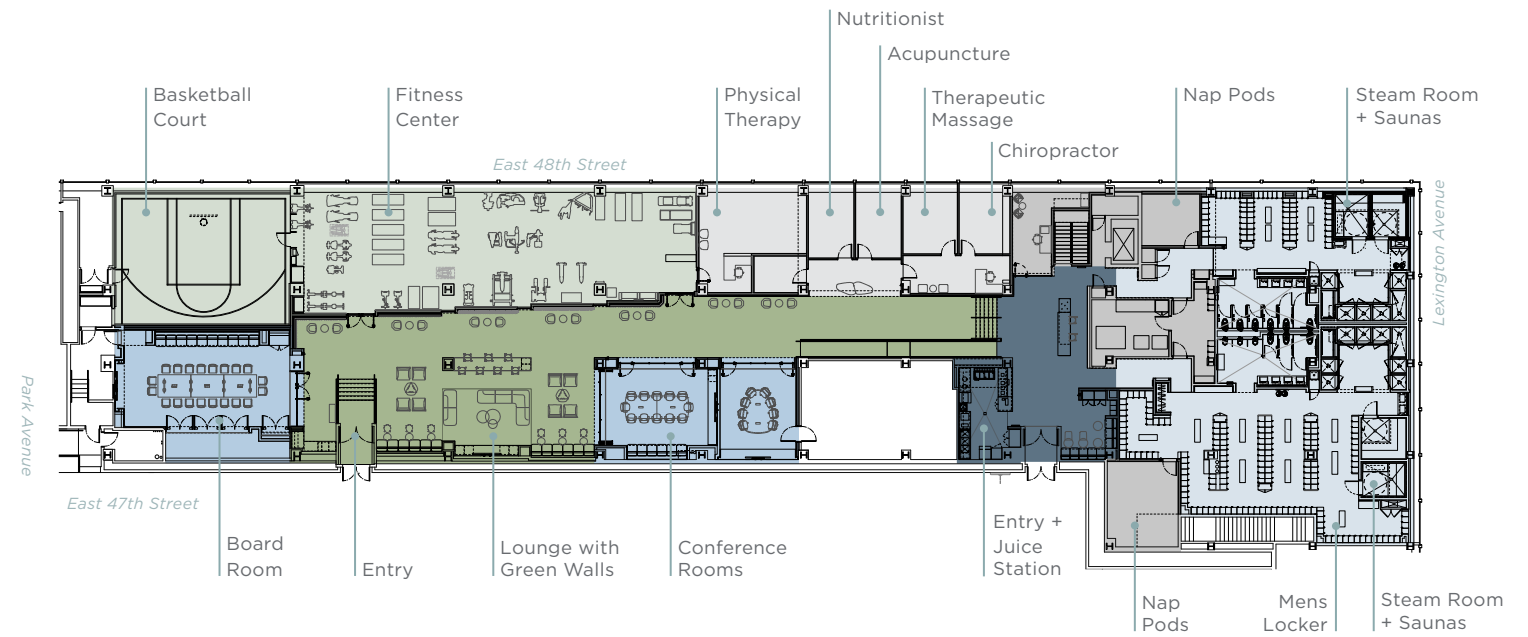 Nutritionist
Acupuncture
Basketball
Court
Fitness
Center
Physical
Therapy
Therapeutic
Massage
Nap Pods
Steam Room
+ Saunas
Chiropractor
East 48th Street
Lexington Avenue
Park Avenue
East 47th Street
Board
Room
Entry
Lounge with
Green Walls
Conference
Rooms
Entry +
Juice
Station
Nap
Pods
Mens
Locker
Steam Room
+ Saunas